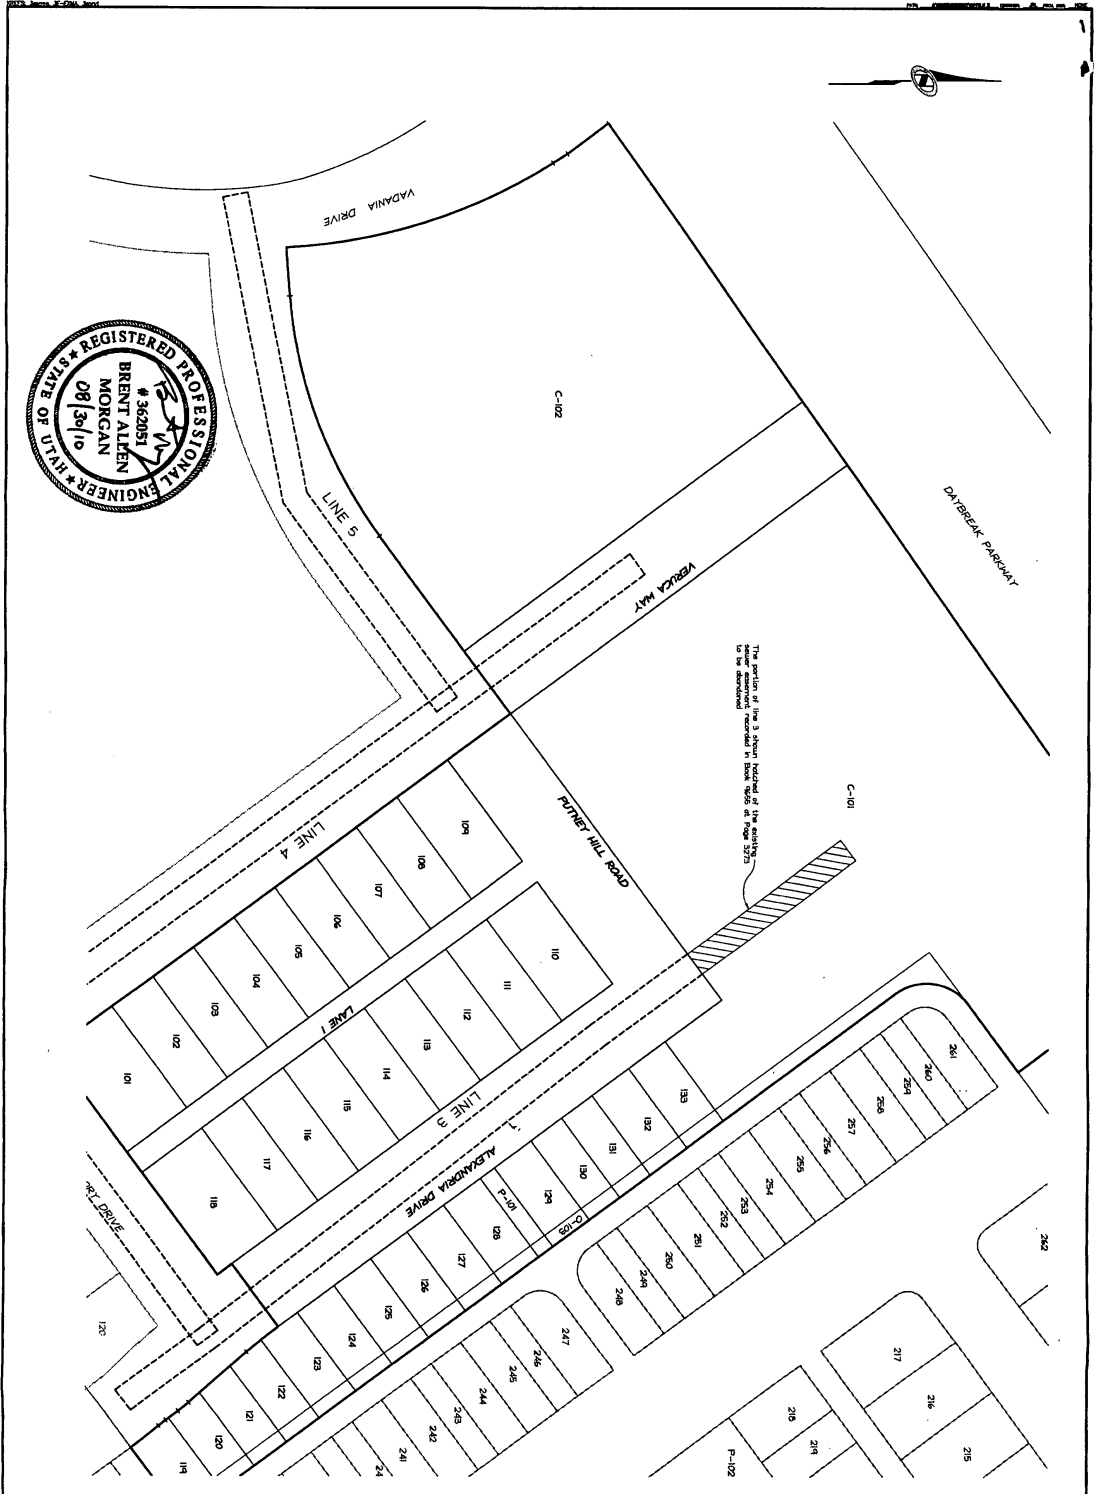 VADANIA DRIVE
C-102
DAYBREAK PARKWAY
REGISTERED PROFESSIONAL ENGINEER
STATE OF UTAH
# 362051
BRENT ALLEN
MORGAN
08/30/10
LINE 5
VERUCA WAY
The portion of line 3 shown hatched of the existing
sewer easement recorded in Book 9656 at Page 3273
to be abandoned
C-101
PUTNEY HILL ROAD
LINE 4
109
108
107
106
105
104
103
102
101
LANE 1
110
111
112
113
114
115
116
117
118
LINE 3
ALEXANDRIA DRIVE
133
132
131
130
129
P-101
O-103
128
127
126
125
124
123
122
121
120
119
ORY DRIVE
120
261
260
259
258
257
256
255
254
253
252
251
250
249
248
247
246
245
244
243
242
241
24
262
217
216
215
218
219
P-102